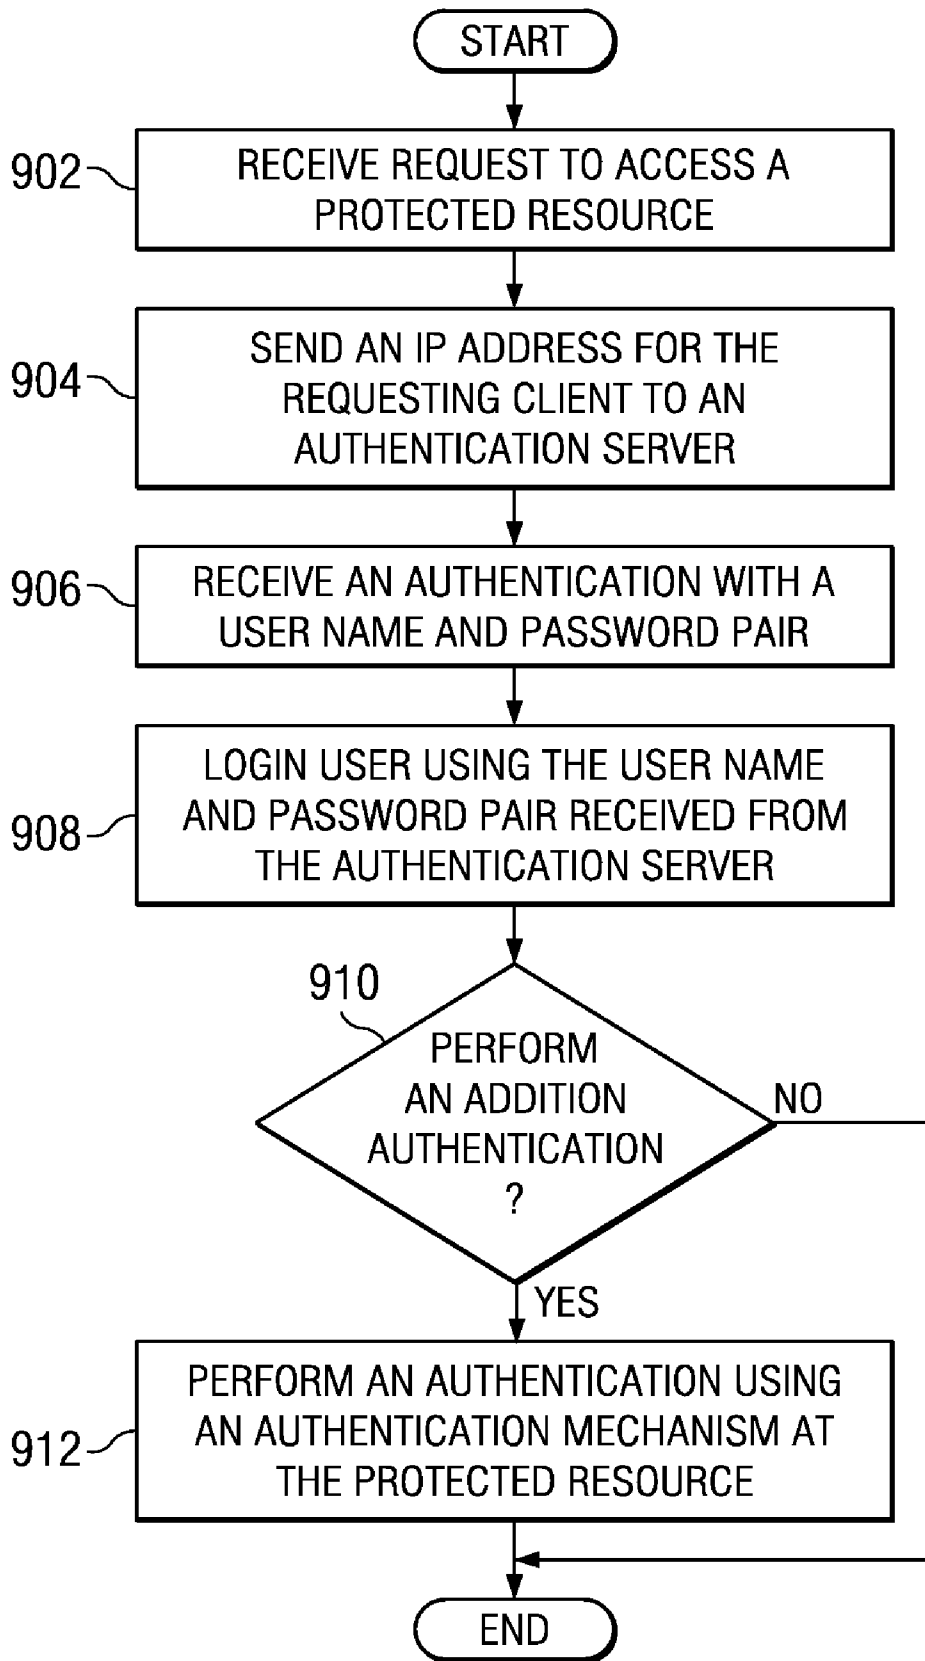 START
902
RECEIVE REQUEST TO ACCESS A
PROTECTED RESOURCE
904
SEND AN IP ADDRESS FOR THE
REQUESTING CLIENT TO AN
AUTHENTICATION SERVER
906
RECEIVE AN AUTHENTICATION WITH A
USER NAME AND PASSWORD PAIR
908
LOGIN USER USING THE USER NAME
AND PASSWORD PAIR RECEIVED FROM
THE AUTHENTICATION SERVER
910
PERFORM
AN ADDITION
AUTHENTICATION
?
NO
YES
912
PERFORM AN AUTHENTICATION USING
AN AUTHENTICATION MECHANISM AT
THE PROTECTED RESOURCE
END